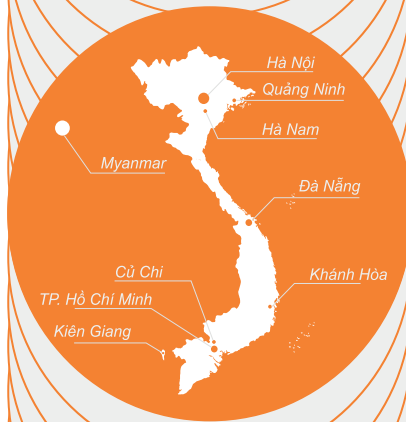 Hà Nội
Quảng Ninh
Hà Nam
Myanmar
Đà Nẵng
Củ Chi
Khánh Hòa
TP. Hồ Chí Minh
Kiên Giang